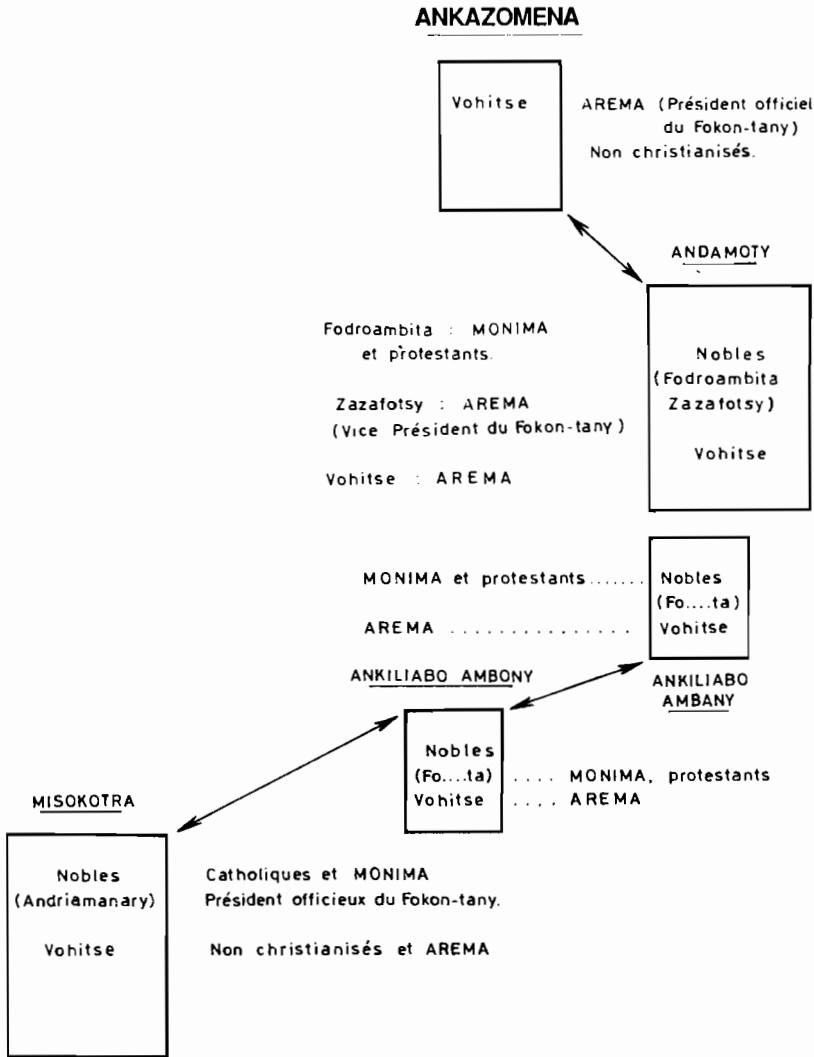 ANKAZOMENA
Vohitse
AREMA (Président officiel
du Fokon-tany)
Non christianisés.
ANDAMOTY
Fodroambita : MONIMA
et protestants.
Zazafotsy : AREMA
(Vice Président du Fokon-tany)
Vohitse : AREMA
Nobles
(Fodroambita
Zazafotsy)
Vohitse
MONIMA et protestants.......
AREMA ................
Nobles
(Fo....ta)
Vohitse
ANKILIABO
AMBANY
ANKILIABO AMBONY
Nobles
(Fo....ta) .... MONIMA, protestants
Vohitse .... AREMA
MISOKOTRA
Nobles
(Andriamanary)
Vohitse
Catholiques et MONIMA
Président officieux du Fokon-tany.
Non christianisés et AREMA